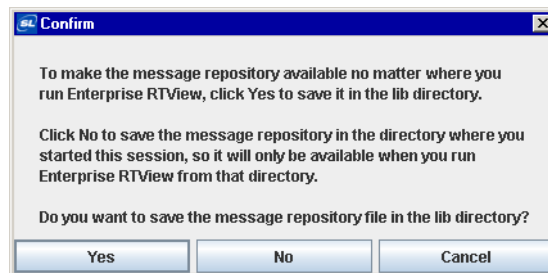 SL Confirm
To make the message repository available no matter where you
run Enterprise RTView, click Yes to save it in the lib directory.
Click No to save the message repository in the directory where you
started this session, so it will only be available when you run
Enterprise RTView from that directory.
Do you want to save the message repository file in the lib directory?
Yes No Cancel